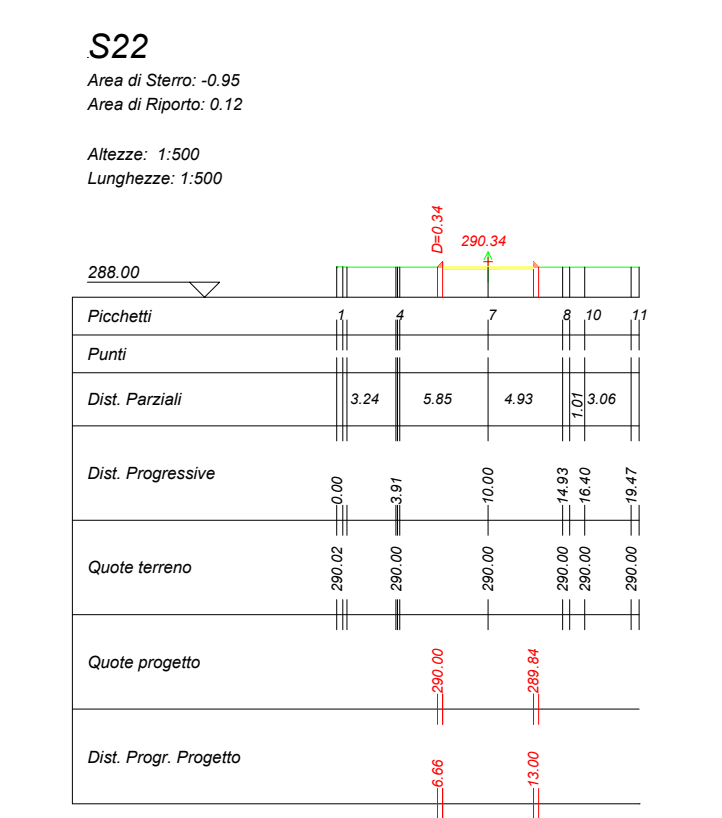 S22
Area di Sterro: -0.95
Area di Riporto: 0.12
Altezze: 1:500
Lunghezze: 1:500
D=0.34
290.34
288.00
Picchetti 1 4 7 8 10 11
Punti
Dist. Parziali 3.24 5.85 4.93 1.01 3.06
Dist. Progressive 0.00 3.91 10.00 14.93 16.40 19.47
Quote terreno 290.02 290.00 290.00 290.00 290.00 290.00
Quote progetto 290.00 289.84
Dist. Progr. Progetto 6.66 13.00